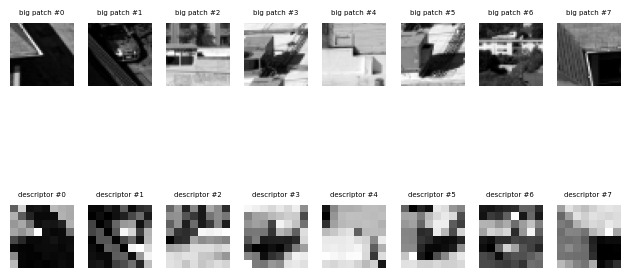 big patch #0 big patch #1 big patch #2 big patch #3 big patch #4 big patch #5 big patch #6 big patch #7
descriptor #0 descriptor #1 descriptor #2 descriptor #3 descriptor #4 descriptor #5 descriptor #6 descriptor #7